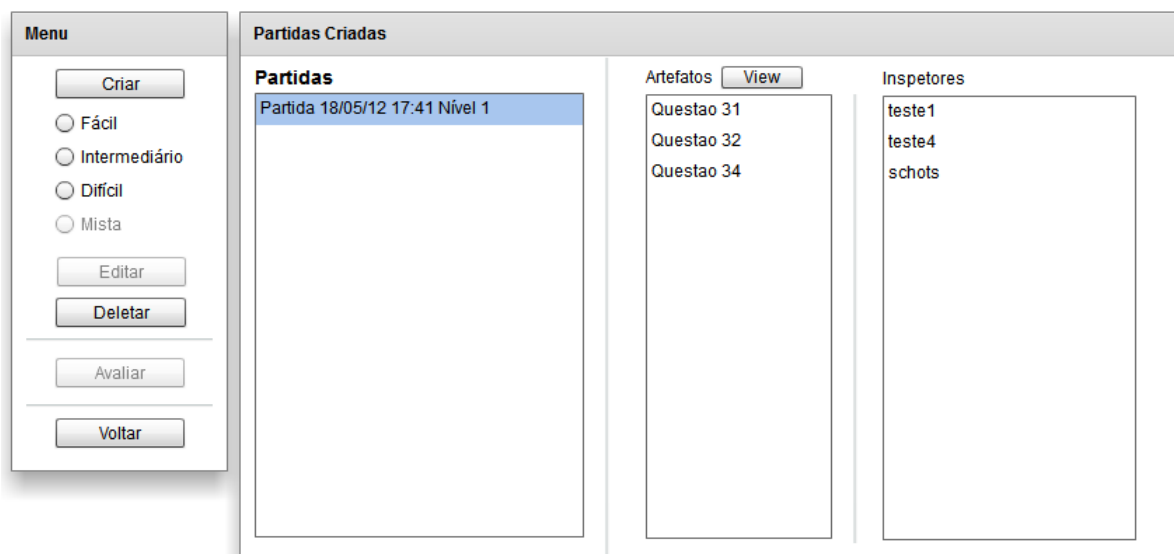 Menu
Criar
Fácil
Intermediário
Difícil
Mista
Editar
Deletar
Avaliar
Voltar
Partidas Criadas
Partidas
Partida 18/05/12 17:41 Nível 1
Artefatos View
Questao 31
Questao 32
Questao 34
Inspetores
teste1
teste4
schots